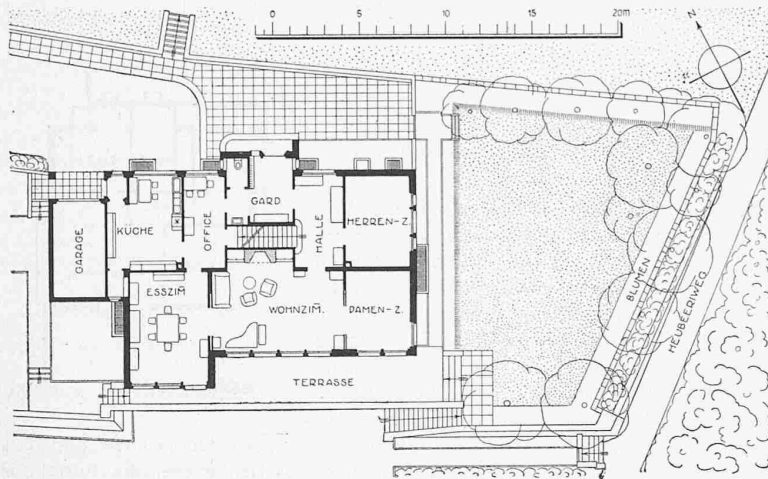 0 5 10 15 20m
N
GARD
HERREN-Z.
HALLE
OFFICE
KÜCHE
GARAGE
ESSZIM̅.
WOHNZIM̅.
DAMEN-Z.
TERRASSE
BLUMEN
HEUBEERIWEG